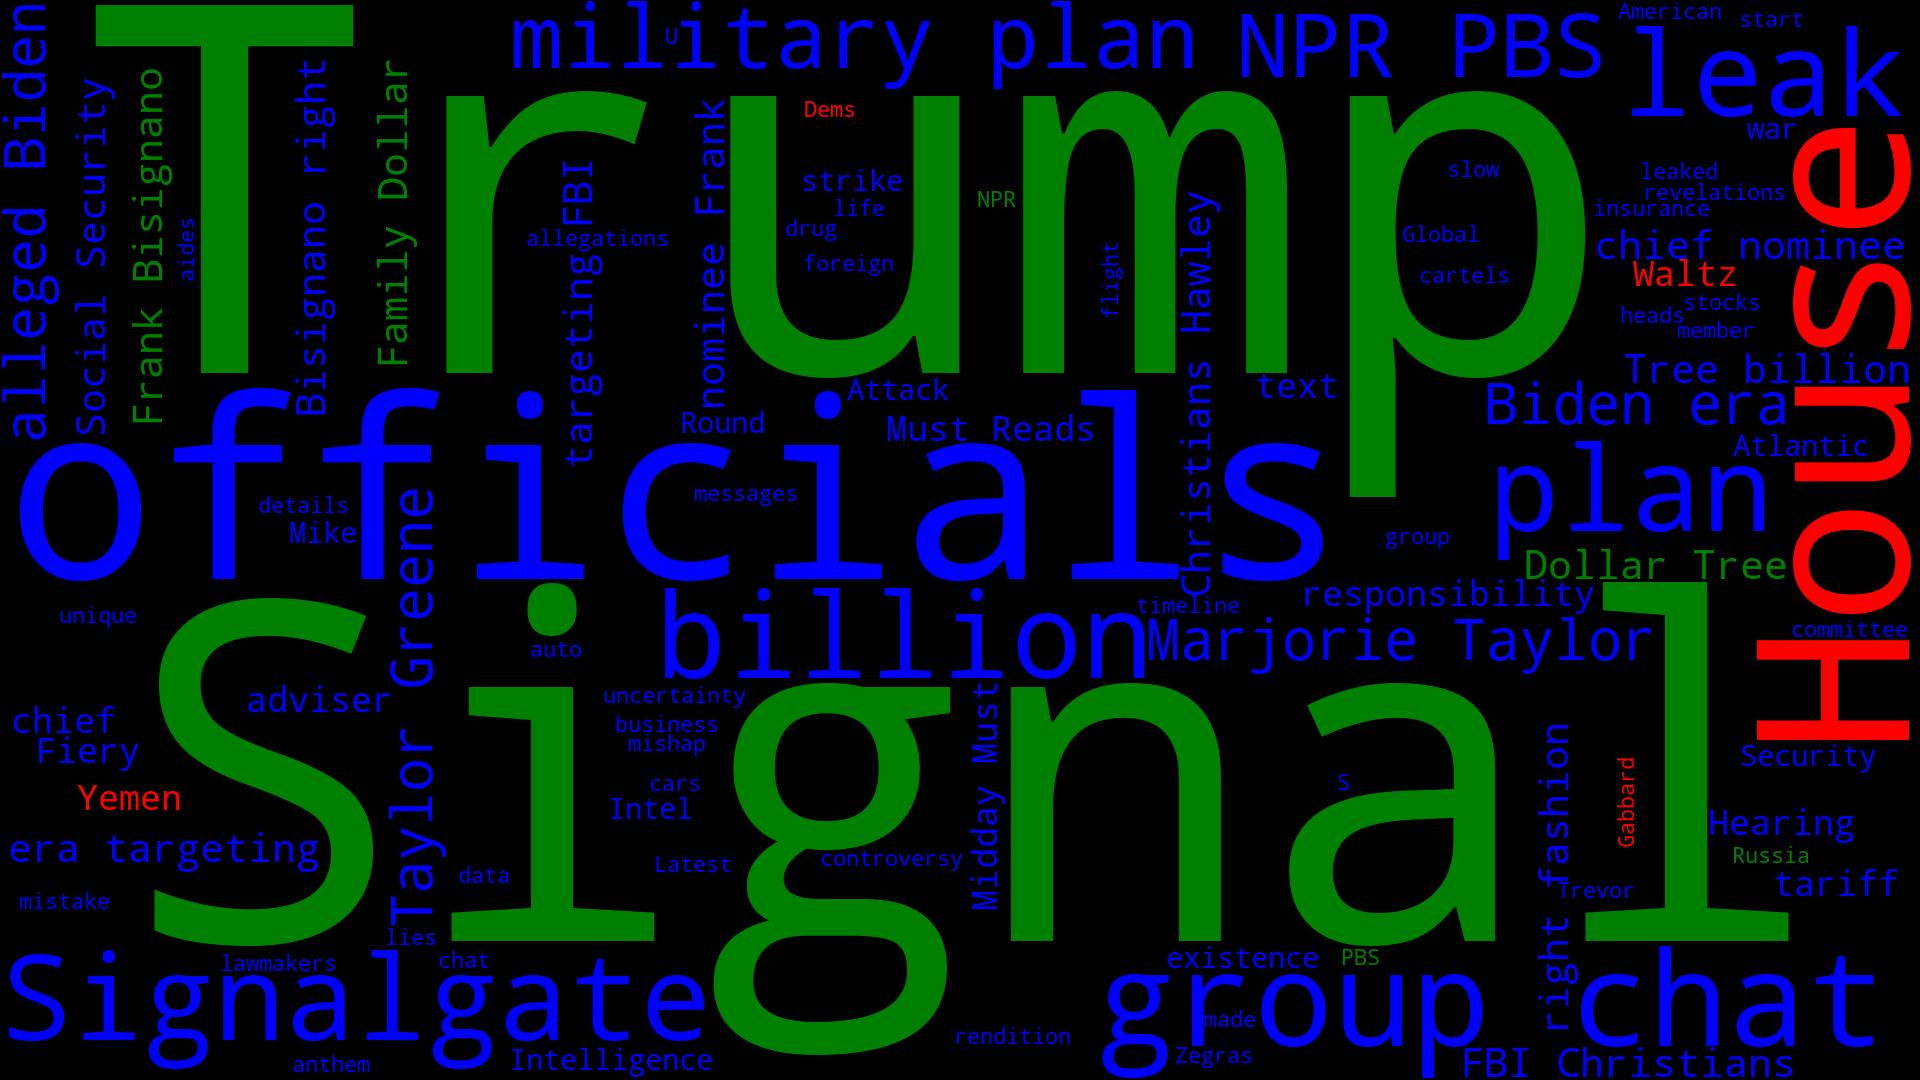 alleged Biden
Social Security
Frank Bisignano
aides
Trump
Bisignano right
Family Dollar
military plan
U
NPR PBS
American
start
leak
war
House
targeting FBI
allegations
nominee Frank
Dems
strike
life
drug
foreign
NPR
flight
Christians Hawley
slow
Global
cartels
leaked
revelations
insurance
chief nominee
Waltz
stocks
heads
member
Tree billion
Attack
text
Biden era
Round
Must Reads
Atlantic
officials
details
Mike
messages
plan
group
Dollar Tree
Taylor Greene
unique
Signal
auto
billion
timeline
responsibility
Marjorie Taylor
committee
adviser
chief
Fiery
Yemen
era targeting
mistake
uncertainty
business
mishap
cars
Intel
Latest
data
controversy
Midday Must
S
right fashion
Gabbard
Security
Hearing
Russia
tariff
Trevor
lies
chat
lawmakers
Signalgate
anthem
Intelligence
rendition
existence
PBS
group
made
Zegras
chat
FBI Christians